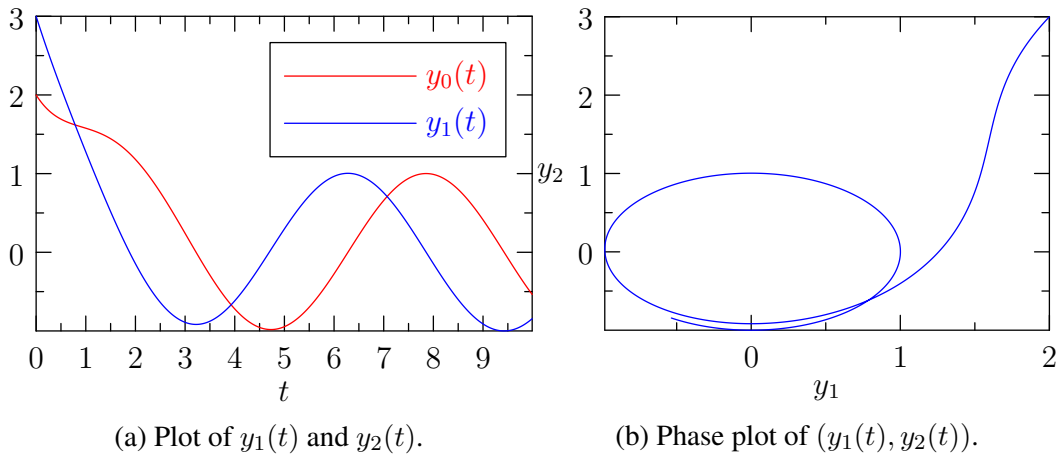 3
2
1
0
y₀(t)
y₁(t)
0 1 2 3 4 5 6 7 8 9
t
(a) Plot of y₁(t) and y₂(t).
3
2
1
0
y₂
0 1 2
y₁
(b) Phase plot of (y₁(t), y₂(t)).